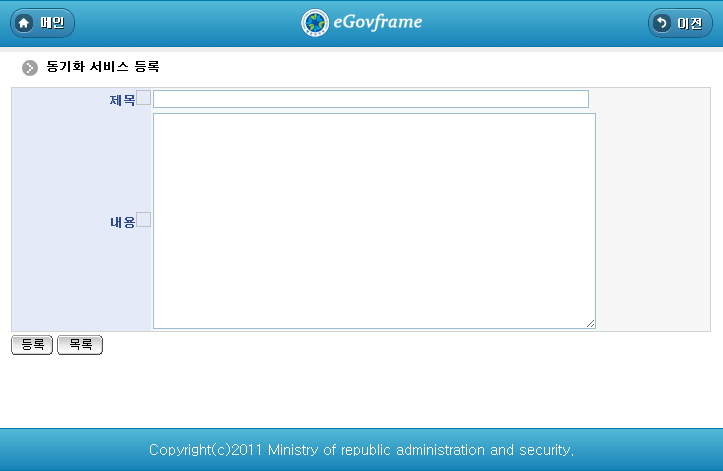 메인
eGovframe
이전
동기화 서비스 등록
제목
내용
등록
목록
Copyright(c)2011 Ministry of republic administration and security.